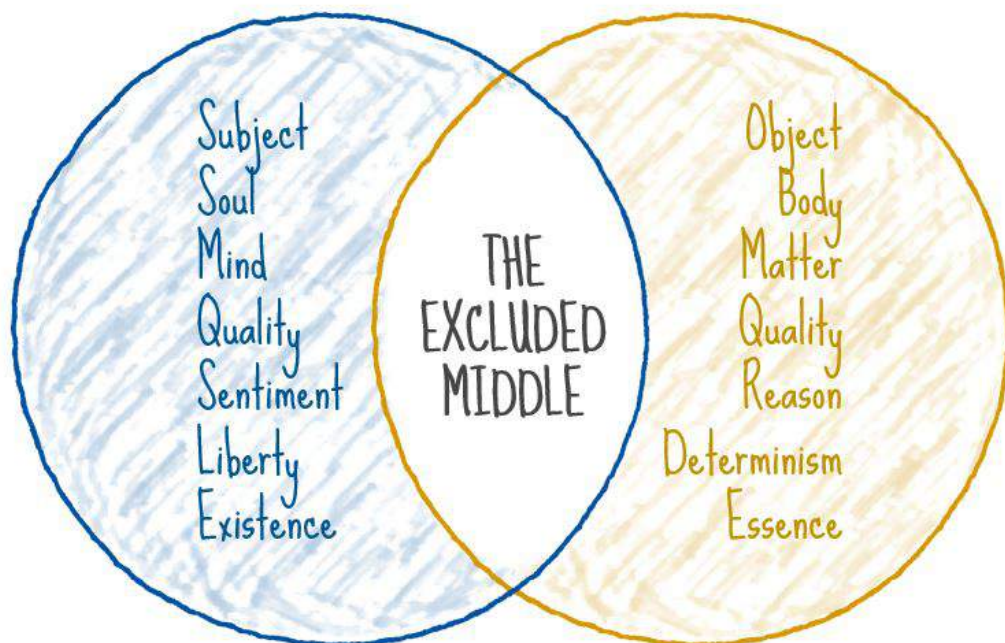 Subject
Soul
Mind
Quality
Sentiment
Liberty
Existence
THE
EXCLUDED
MIDDLE
Object
Body
Matter
Quality
Reason
Determinism
Essence